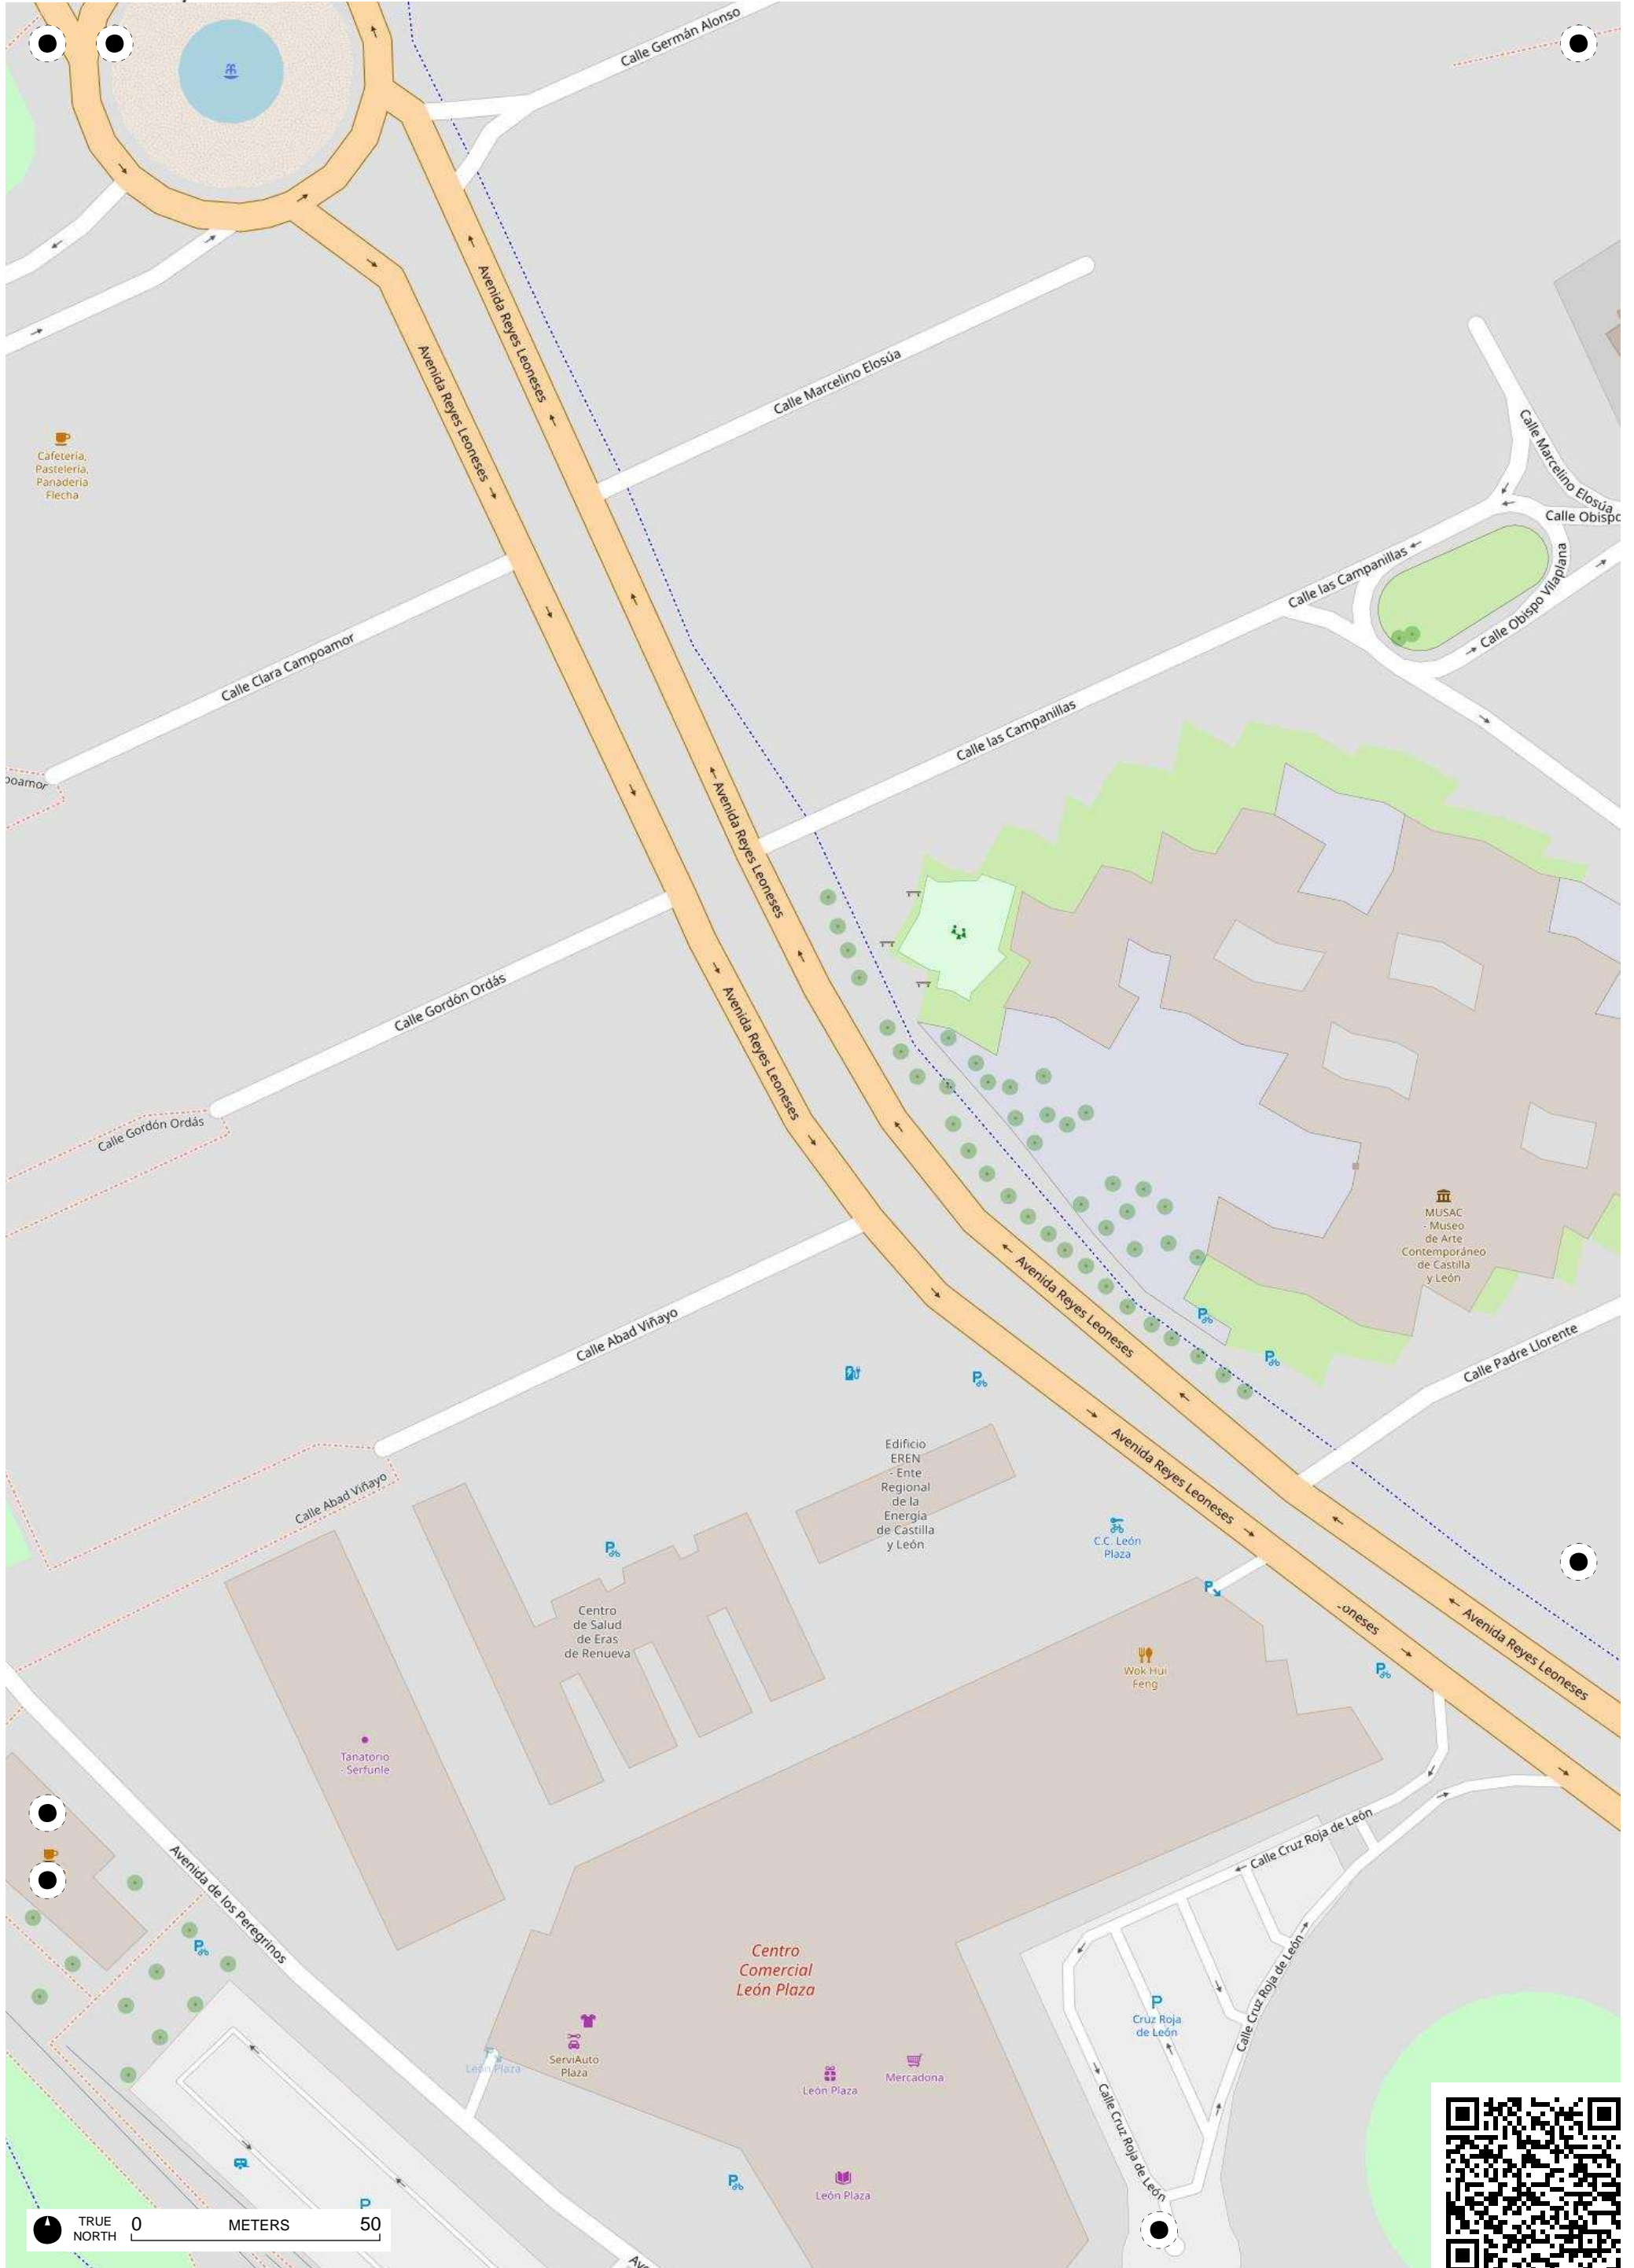 Calle Germán Alonso
Avenida Reyes Leoneses
Avenida Reyes Leoneses
Calle Marcelino Elosúa
Calle Marcelino Elosúa
Cafetería,
Pastelería,
Panadería
Flecha
Calle Obispo
Calle las Campanillas
Calle Obispo Vilaplana
Calle Clara Campoamor
Calle las Campanillas
Avenida Reyes Leoneses
Calle Gordón Ordás
Avenida Reyes Leoneses
Calle Gordón Ordás
MUSAC
- Museo
de Arte
Contemporáneo
de Castilla
y León
Avenida Reyes Leoneses
Calle Abad Viñayo
Calle Padre Llorente
Edificio
EREN
- Ente
Regional
de la
Energía
de Castilla
y León
Avenida Reyes Leoneses
Calle Abad Viñayo
C.C. León
Plaza
Centro
de Salud
de Eras
de Renueva
Avenida Reyes Leoneses
Wok Hui
Feng
Tanatorio
- Serfunle
Calle Cruz Roja de León
Avenida de los Peregrinos
Centro
Comercial
León Plaza
P
Cruz Roja
de León
Calle Cruz Roja de León
León Plaza
ServiAuto
Plaza
León Plaza
Mercadona
Calle Cruz Roja de León
León Plaza
P
TRUE
NORTH
0 METERS 50